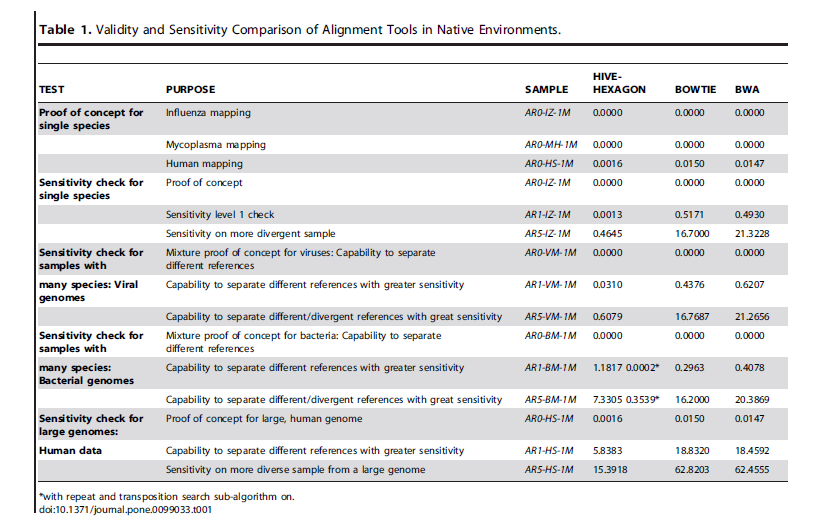 Table 1. Validity and Sensitivity Comparison of Alignment Tools in Native Environments.
HIVE-
TEST PURPOSE SAMPLE HEXAGON BOWTIE BWA
Proof of concept for Influenza mapping AR0-IZ-1M 0.0000 0.0000 0.0000
single species
Mycoplasma mapping AR0-MH-1M 0.0000 0.0000 0.0000
Human mapping AR0-HS-1M 0.0016 0.0150 0.0147
Sensitivity check for Proof of concept AR0-IZ-1M 0.0000 0.0000 0.0000
single species
Sensitivity level 1 check AR1-IZ-1M 0.0013 0.5171 0.4930
Sensitivity on more divergent sample AR5-IZ-1M 0.4645 16.7000 21.3228
Sensitivity check for Mixture proof of concept for viruses: Capability to separate AR0-VM-1M 0.0000 0.0000 0.0000
samples with different references
many species: Viral Capability to separate different references with greater sensitivity AR1-VM-1M 0.0310 0.4376 0.6207
genomes
Capability to separate different/divergent references with great sensitivity AR5-VM-1M 0.6079 16.7687 21.2656
Sensitivity check for Mixture proof of concept for bacteria: Capability to separate AR0-BM-1M 0.0000 0.0000 0.0000
samples with different references
many species: Capability to separate different references with greater sensitivity AR1-BM-1M 1.1817 0.0002* 0.2963 0.4078
Bacterial genomes
Capability to separate different/divergent references with great sensitivity AR5-BM-1M 7.3305 0.3539* 16.2000 20.3869
Sensitivity check for Proof of concept for large, human genome AR0-HS-1M 0.0016 0.0150 0.0147
large genomes:
Human data Capability to separate different references with greater sensitivity AR1-HS-1M 5.8383 18.8320 18.4592
Sensitivity on more diverse sample from a large genome AR5-HS-1M 15.3918 62.8203 62.4555
*with repeat and transposition search sub-algorithm on.
doi:10.1371/journal.pone.0099033.t001